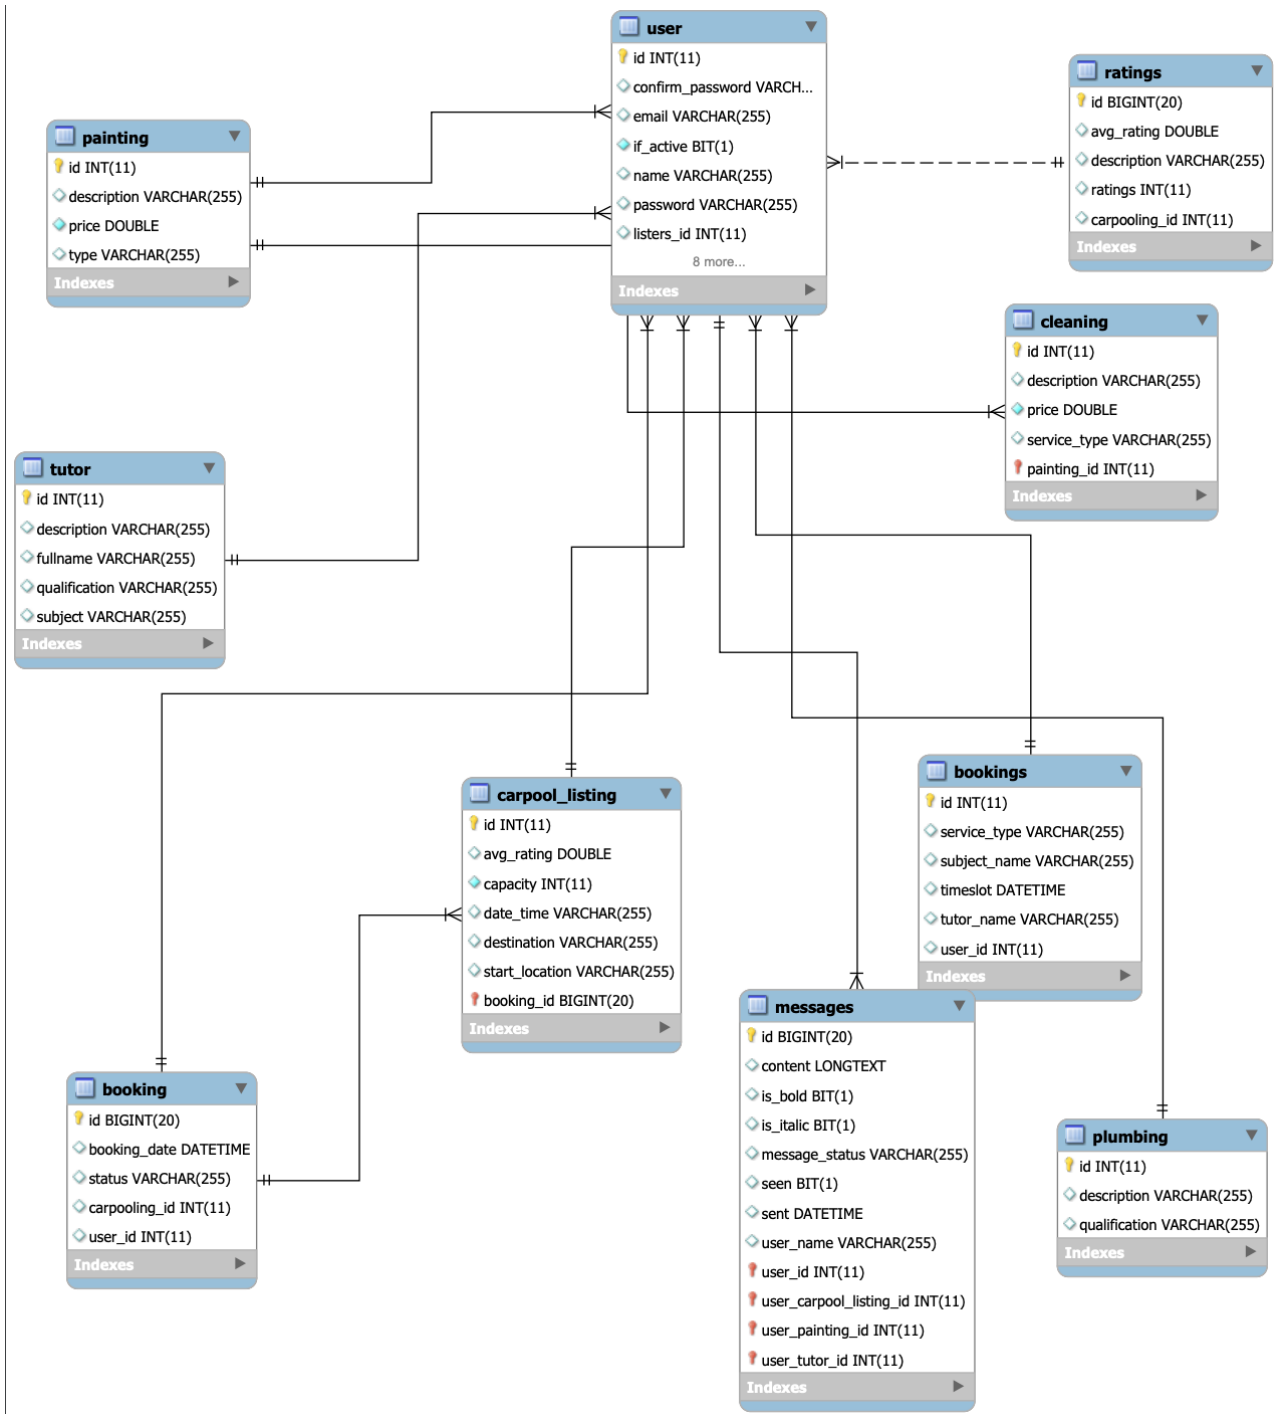 user
id INT(11)
confirm_password VARCH...
email VARCHAR(255)
if_active BIT(1)
name VARCHAR(255)
password VARCHAR(255)
listers_id INT(11)
8 more...
Indexes
ratings
id BIGINT(20)
avg_rating DOUBLE
description VARCHAR(255)
ratings INT(11)
carpooling_id INT(11)
Indexes
painting
id INT(11)
description VARCHAR(255)
price DOUBLE
type VARCHAR(255)
Indexes
cleaning
id INT(11)
description VARCHAR(255)
price DOUBLE
service_type VARCHAR(255)
painting_id INT(11)
Indexes
tutor
id INT(11)
description VARCHAR(255)
fullname VARCHAR(255)
qualification VARCHAR(255)
subject VARCHAR(255)
Indexes
carpool_listing
id INT(11)
avg_rating DOUBLE
capacity INT(11)
date_time VARCHAR(255)
destination VARCHAR(255)
start_location VARCHAR(255)
booking_id BIGINT(20)
Indexes
bookings
id INT(11)
service_type VARCHAR(255)
subject_name VARCHAR(255)
timeslot DATETIME
tutor_name VARCHAR(255)
user_id INT(11)
Indexes
booking
id BIGINT(20)
booking_date DATETIME
status VARCHAR(255)
carpooling_id INT(11)
user_id INT(11)
Indexes
messages
id BIGINT(20)
content LONGTEXT
is_bold BIT(1)
is_italic BIT(1)
message_status VARCHAR(255)
seen BIT(1)
sent DATETIME
user_name VARCHAR(255)
user_id INT(11)
user_carpool_listing_id INT(11)
user_painting_id INT(11)
user_tutor_id INT(11)
Indexes
plumbing
id INT(11)
description VARCHAR(255)
qualification VARCHAR(255)
Indexes